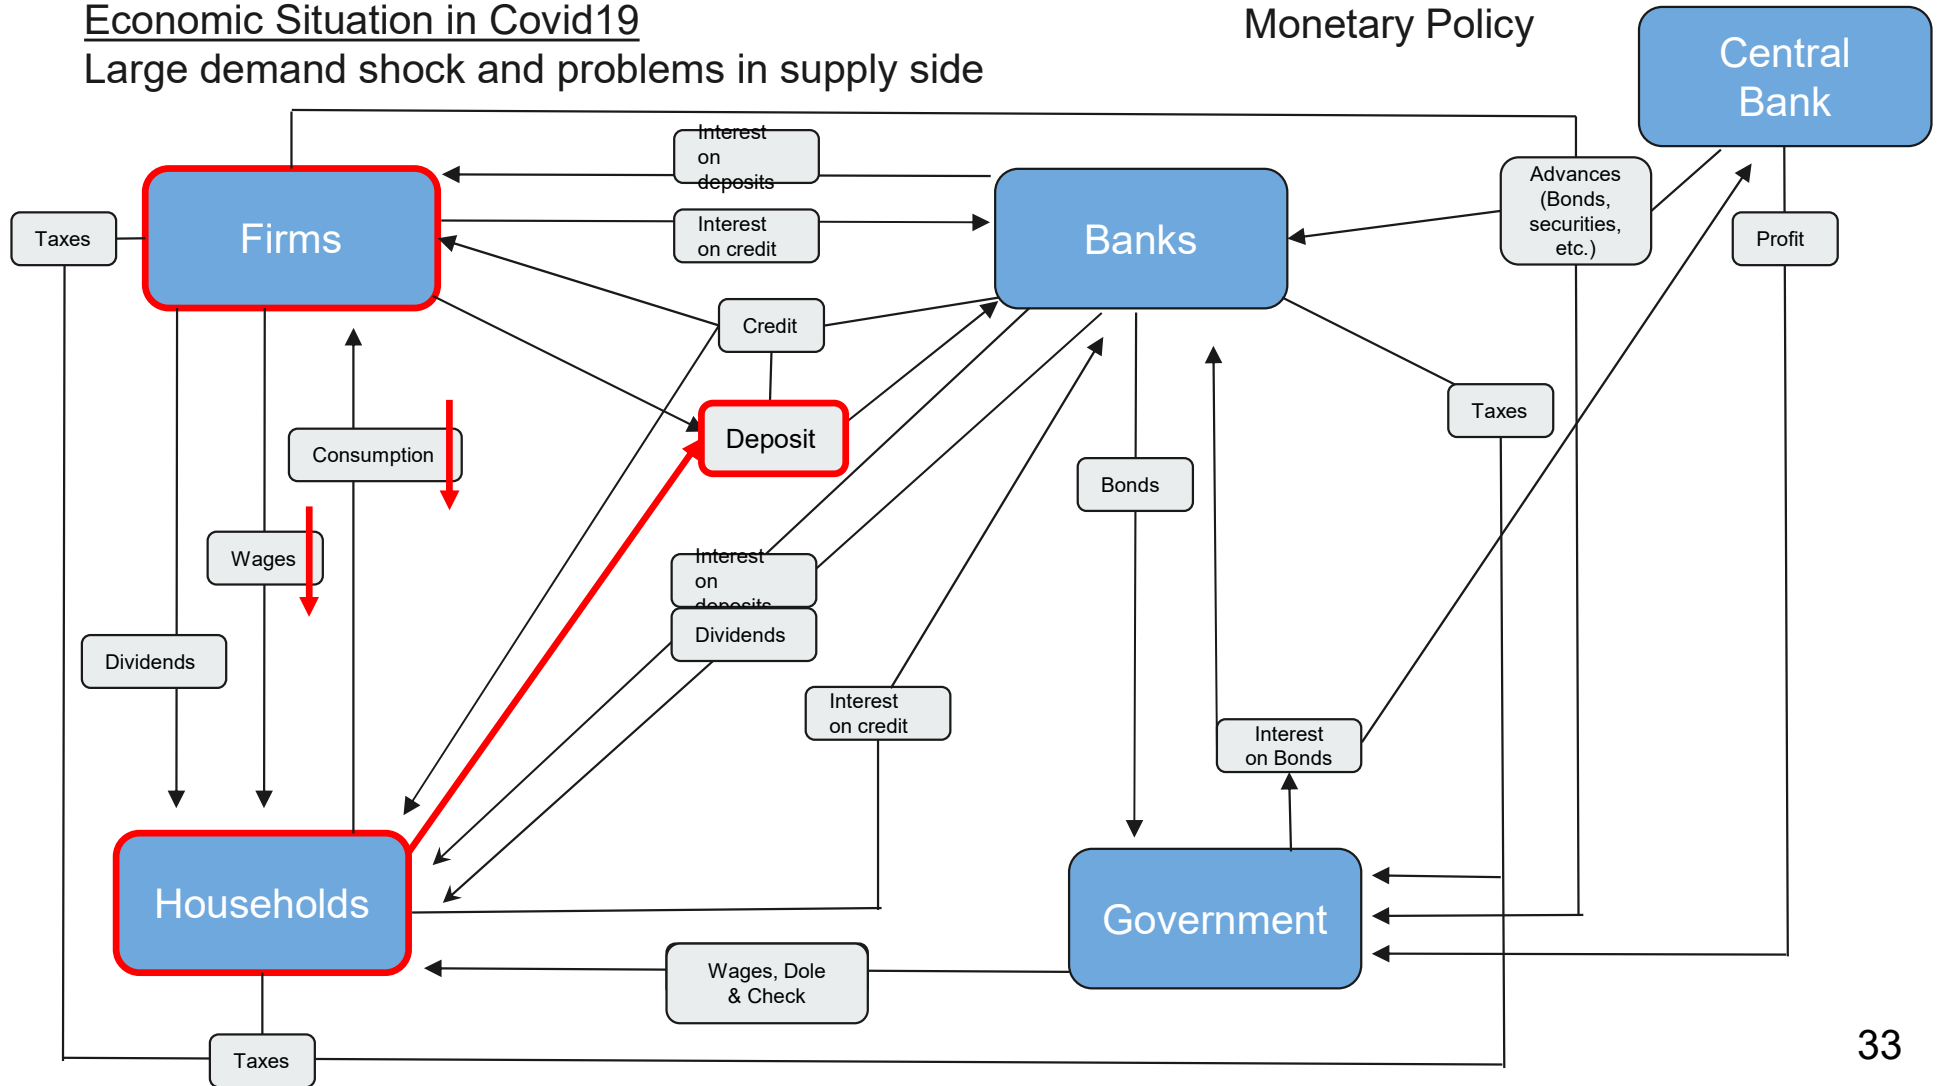 Economic Situation in Covid19
Large demand shock and problems in supply side
Monetary Policy
Central
Bank
Interest
on
deposits
Advances
(Bonds,
securities,
etc.)
Taxes
Firms
Interest
on credit
Banks
Profit
Credit
Taxes
Deposit
Consumption
Bonds
Wages
Interest
on
deposits
Dividends
Dividends
Interest
on credit
Interest
on Bonds
Households
Government
Wages, Dole
& Check
Taxes
33